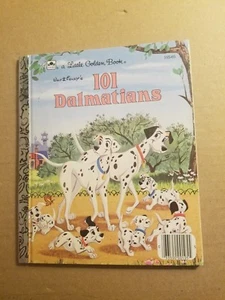 a Little Golden Book
Walt Disney's
101
Dalmatians